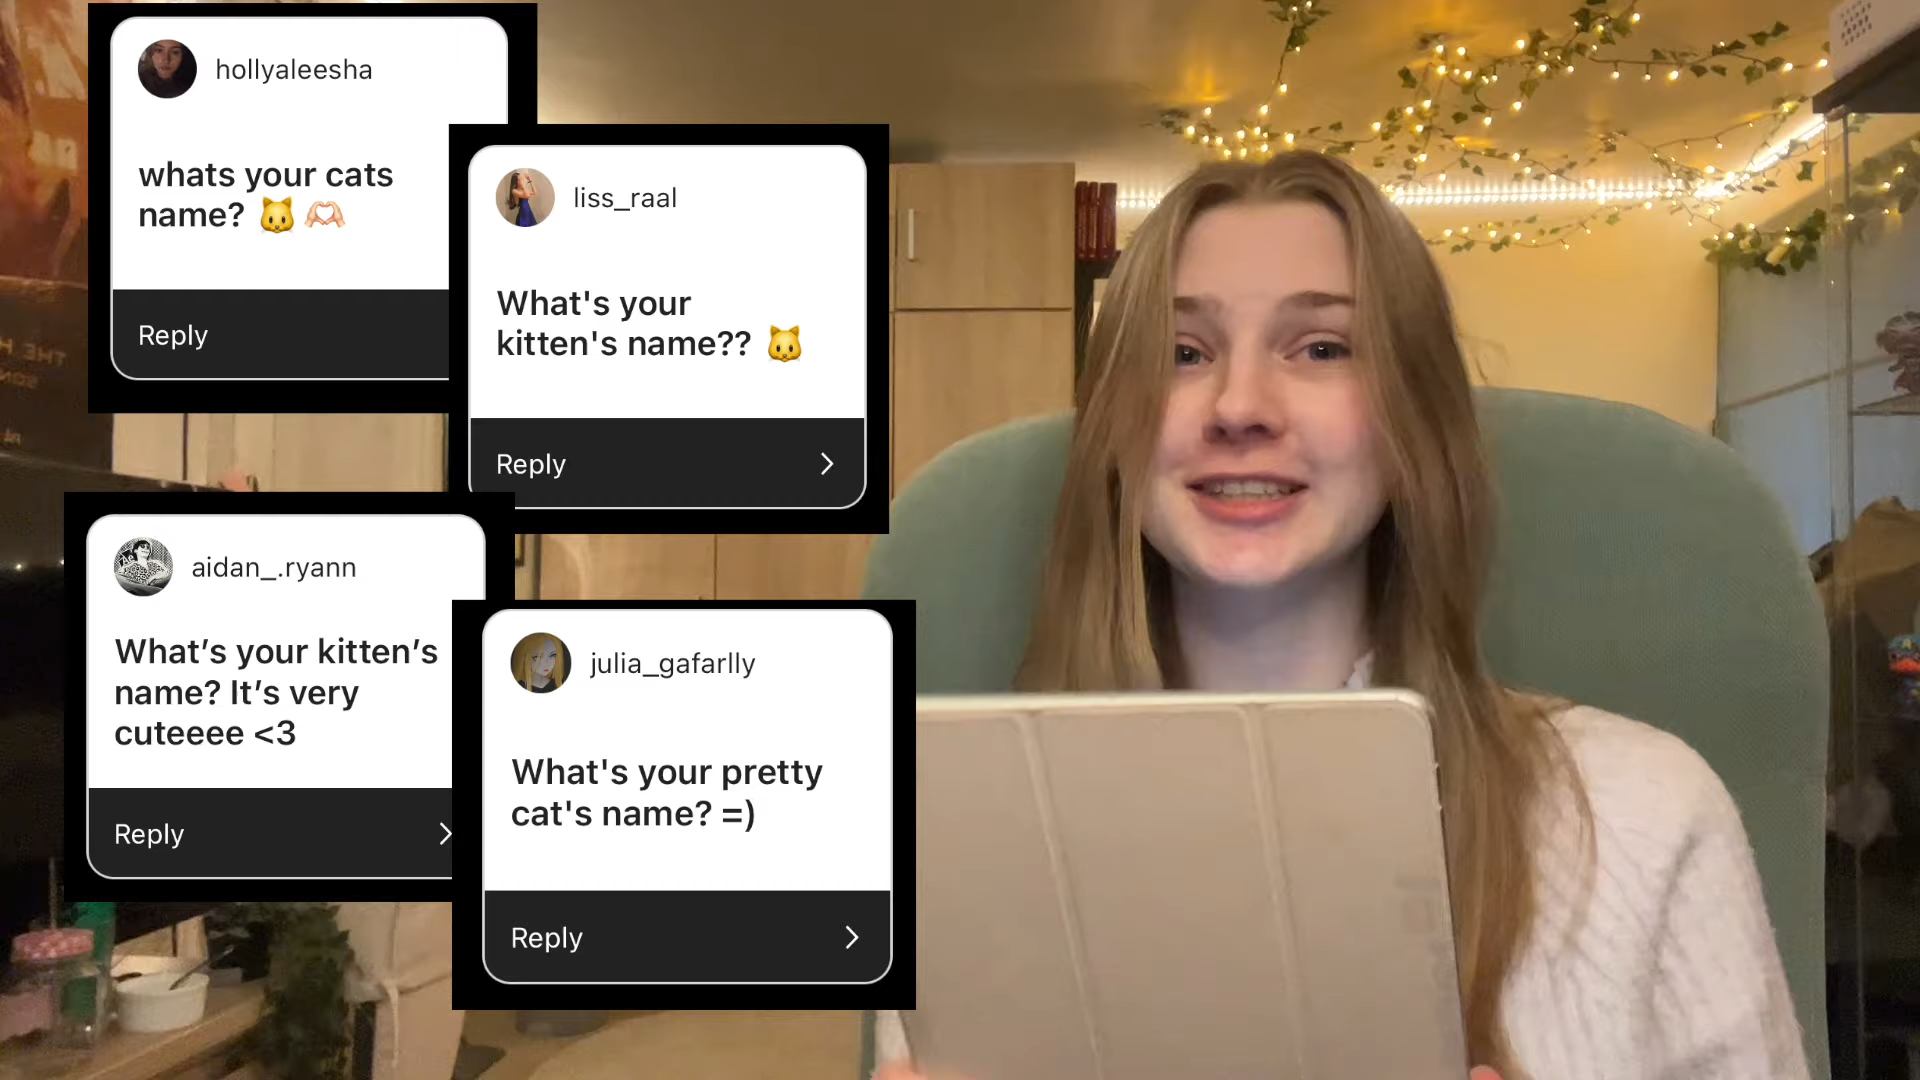 hollyaleesha
whats your cats
name? 🐱 🫶🏻
Reply
liss_raal
What's your
kitten's name?? 🐱
Reply
aidan_.ryann
What’s your kitten’s
name? It’s very
cuteeee <3
Reply
julia_gafarlly
What's your pretty
cat's name? =)
Reply